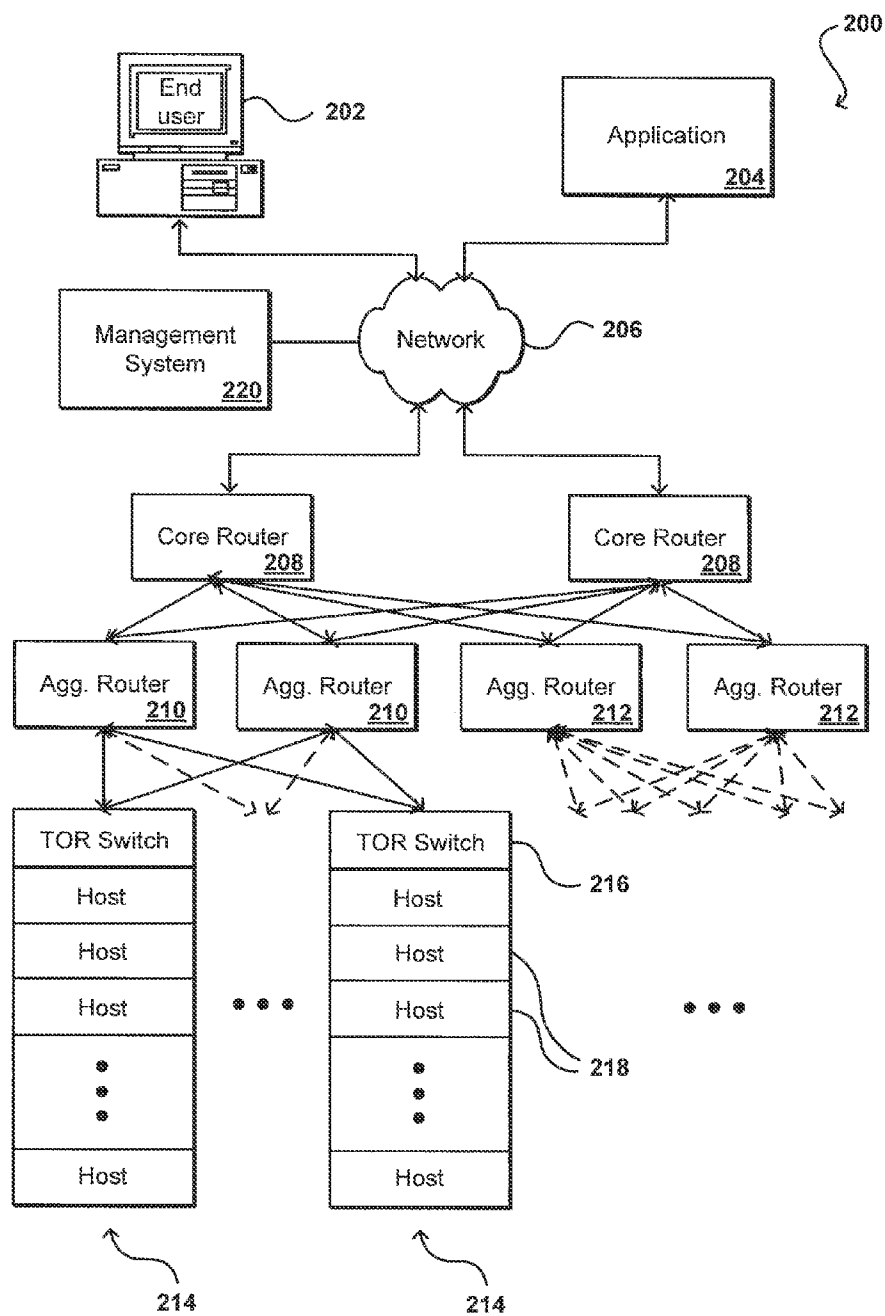 200
End
user
202
Application
204
Management
System
220
Network
206
Core Router
208
Core Router
208
Agg. Router
210
Agg. Router
210
Agg. Router
212
Agg. Router
212
TOR Switch
Host
Host
Host
Host
TOR Switch
Host
Host
Host
Host
216
218
214
214